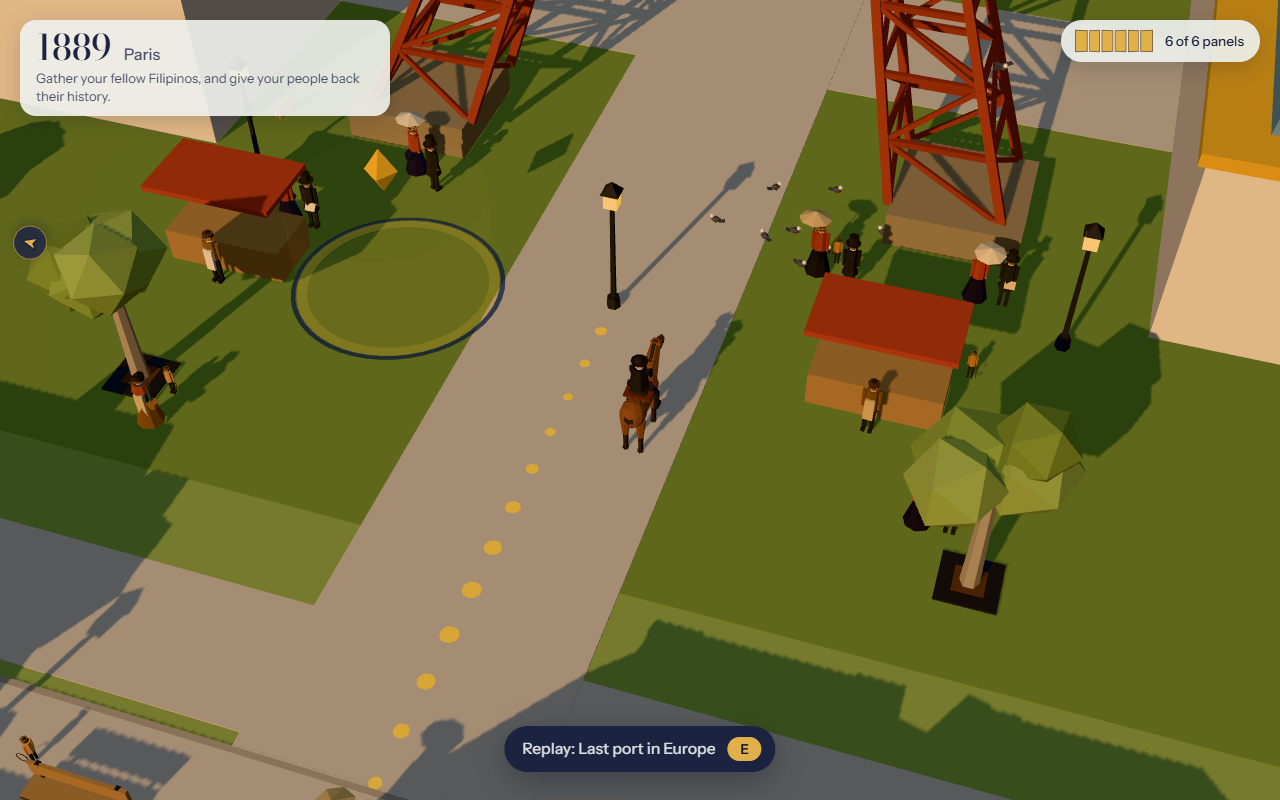 1889 Paris
Gather your fellow Filipinos, and give your people back
their history.
6 of 6 panels
Replay: Last port in Europe E